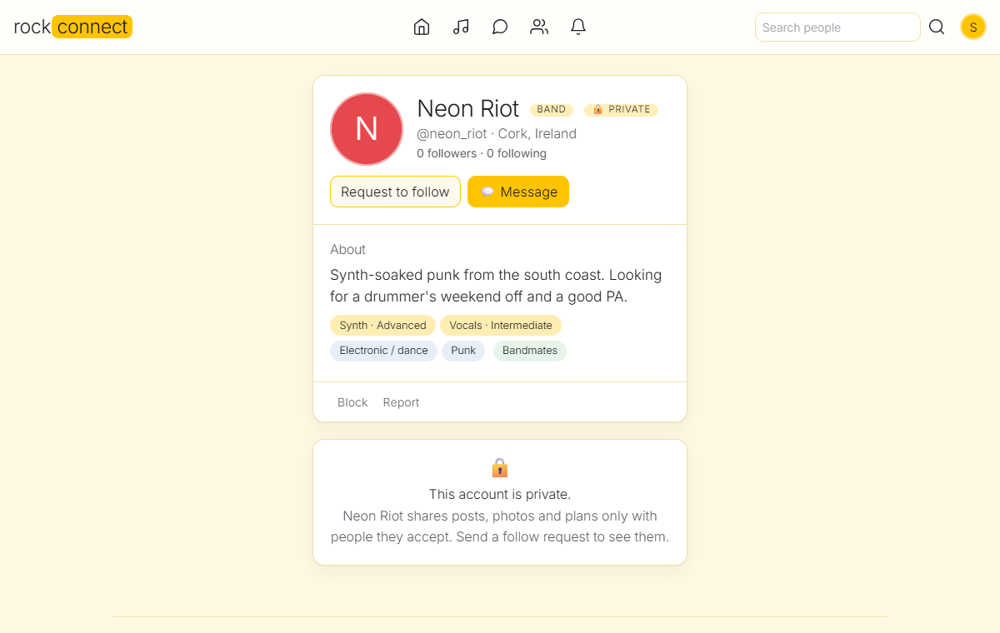 rock connect
Search people
S
N
Neon Riot BAND PRIVATE
@neon_riot · Cork, Ireland
0 followers · 0 following
Request to follow Message
About
Synth-soaked punk from the south coast. Looking
for a drummer's weekend off and a good PA.
Synth · Advanced Vocals · Intermediate
Electronic / dance Punk Bandmates
Block Report
This account is private.
Neon Riot shares posts, photos and plans only with
people they accept. Send a follow request to see them.